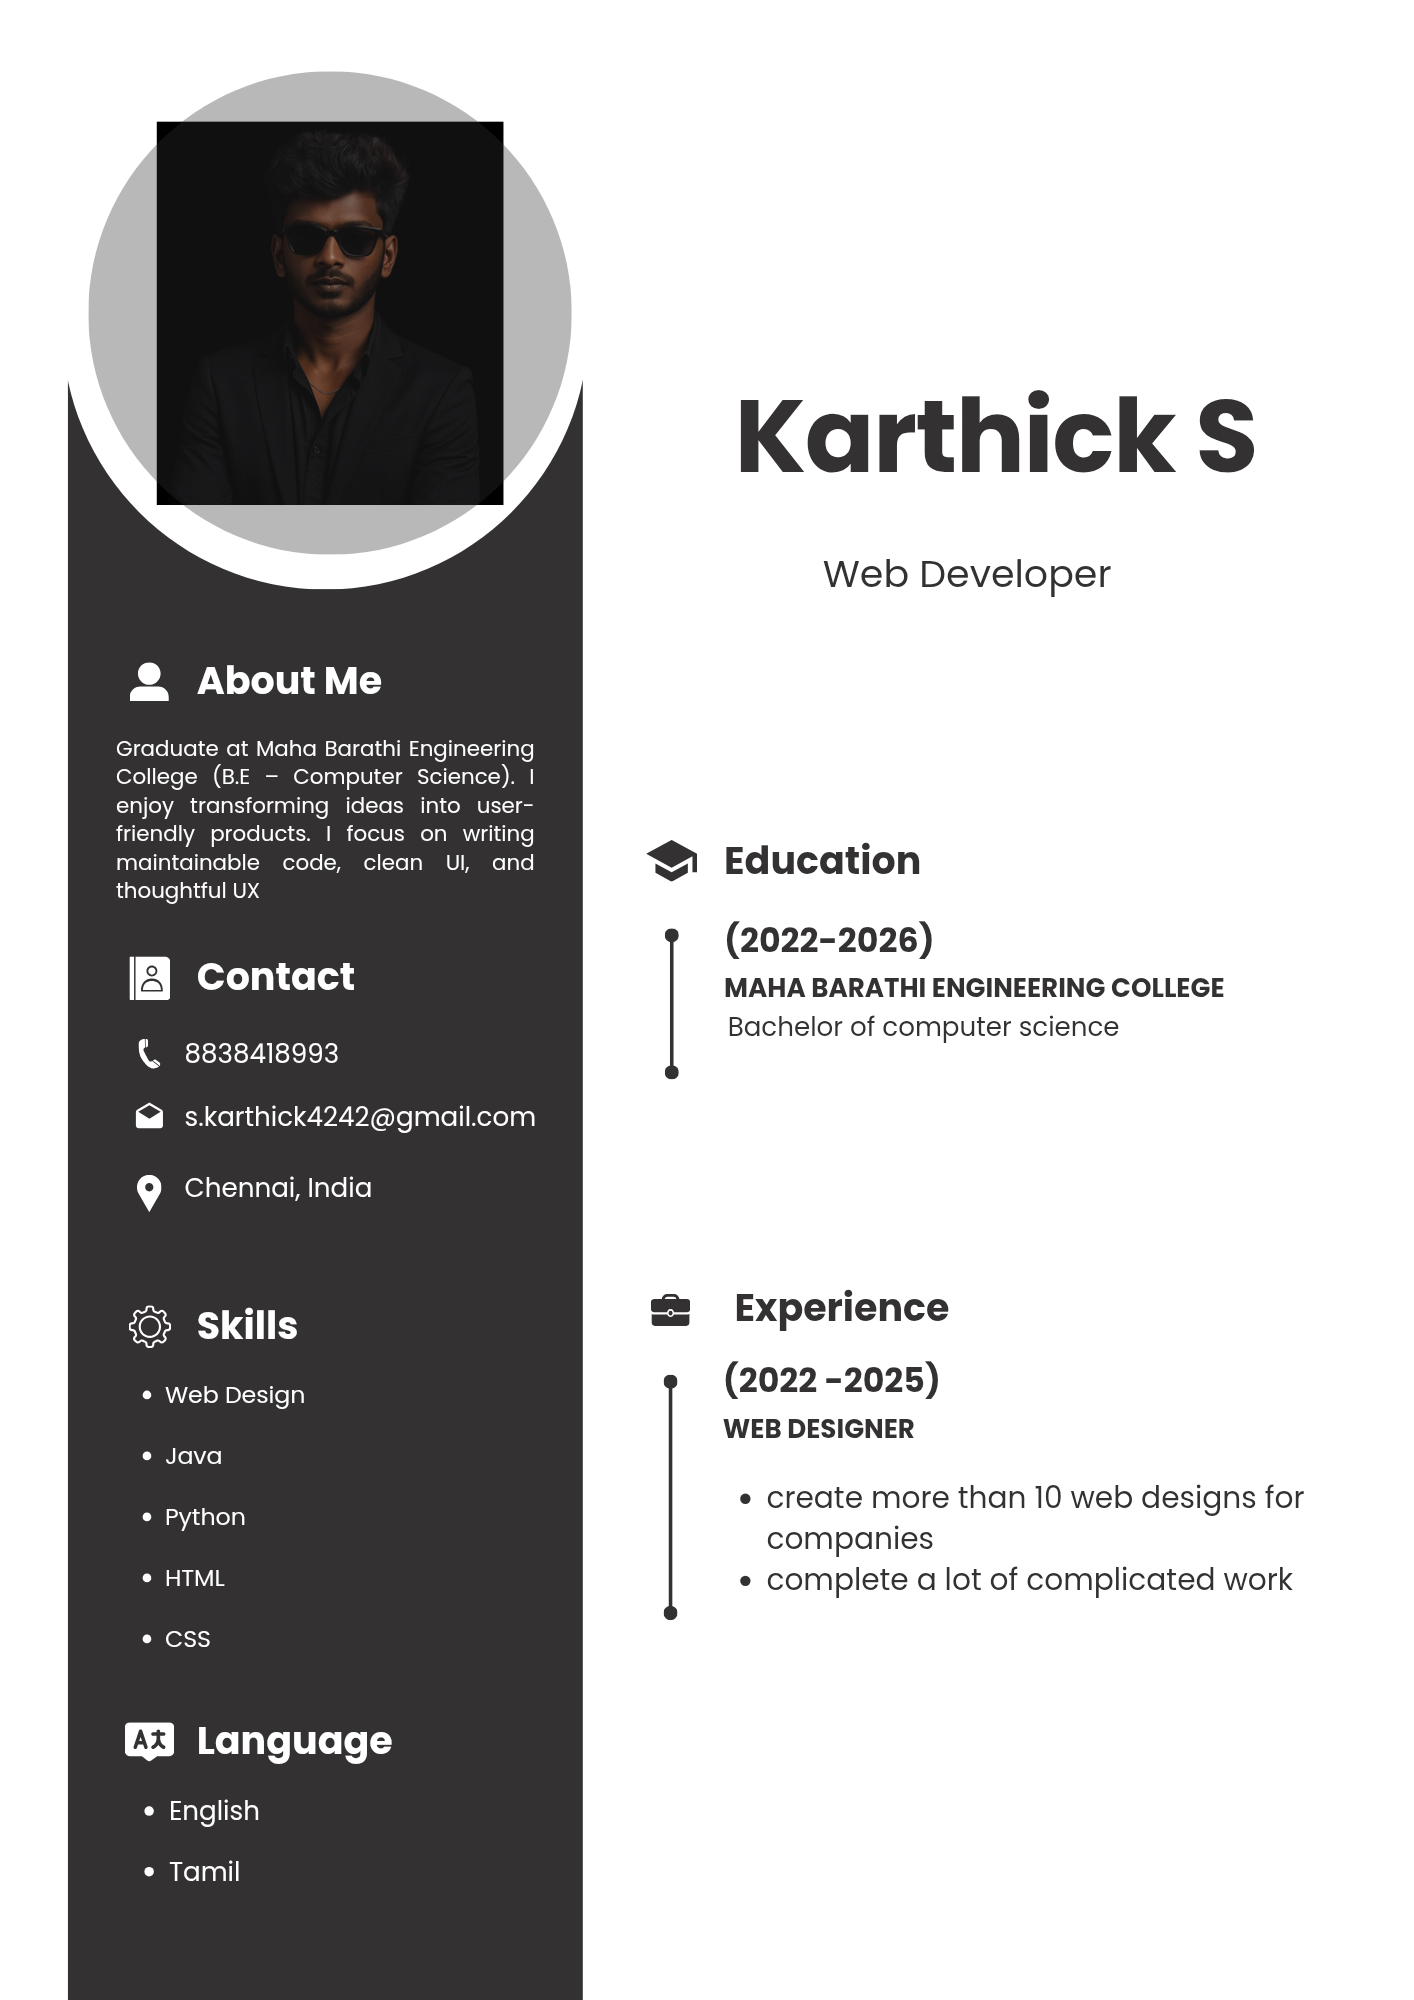 Karthick S
Web Developer
About Me
Graduate at Maha Barathi Engineering
College (B.E – Computer Science). I
enjoy transforming ideas into user-
friendly products. I focus on writing
maintainable code, clean UI, and
thoughtful UX
Contact
8838418993
s.karthick4242@gmail.com
Chennai, India
Skills
• Web Design
• Java
• Python
• HTML
• CSS
Language
• English
• Tamil
Education
(2022-2026)
MAHA BARATHI ENGINEERING COLLEGE
Bachelor of computer science
Experience
(2022 -2025)
WEB DESIGNER
• create more than 10 web designs for
companies
• complete a lot of complicated work